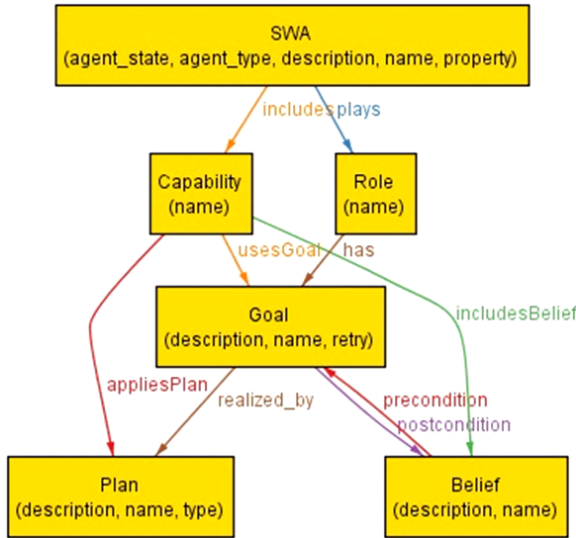 SWA
(agent_state, agent_type, description, name, property)
includes plays
Capability
(name)
Role
(name)
usesGoal has
Goal
(description, name, retry)
includesBelief
appliesPlan
realized_by
precondition
postcondition
Plan
(description, name, type)
Belief
(description, name)